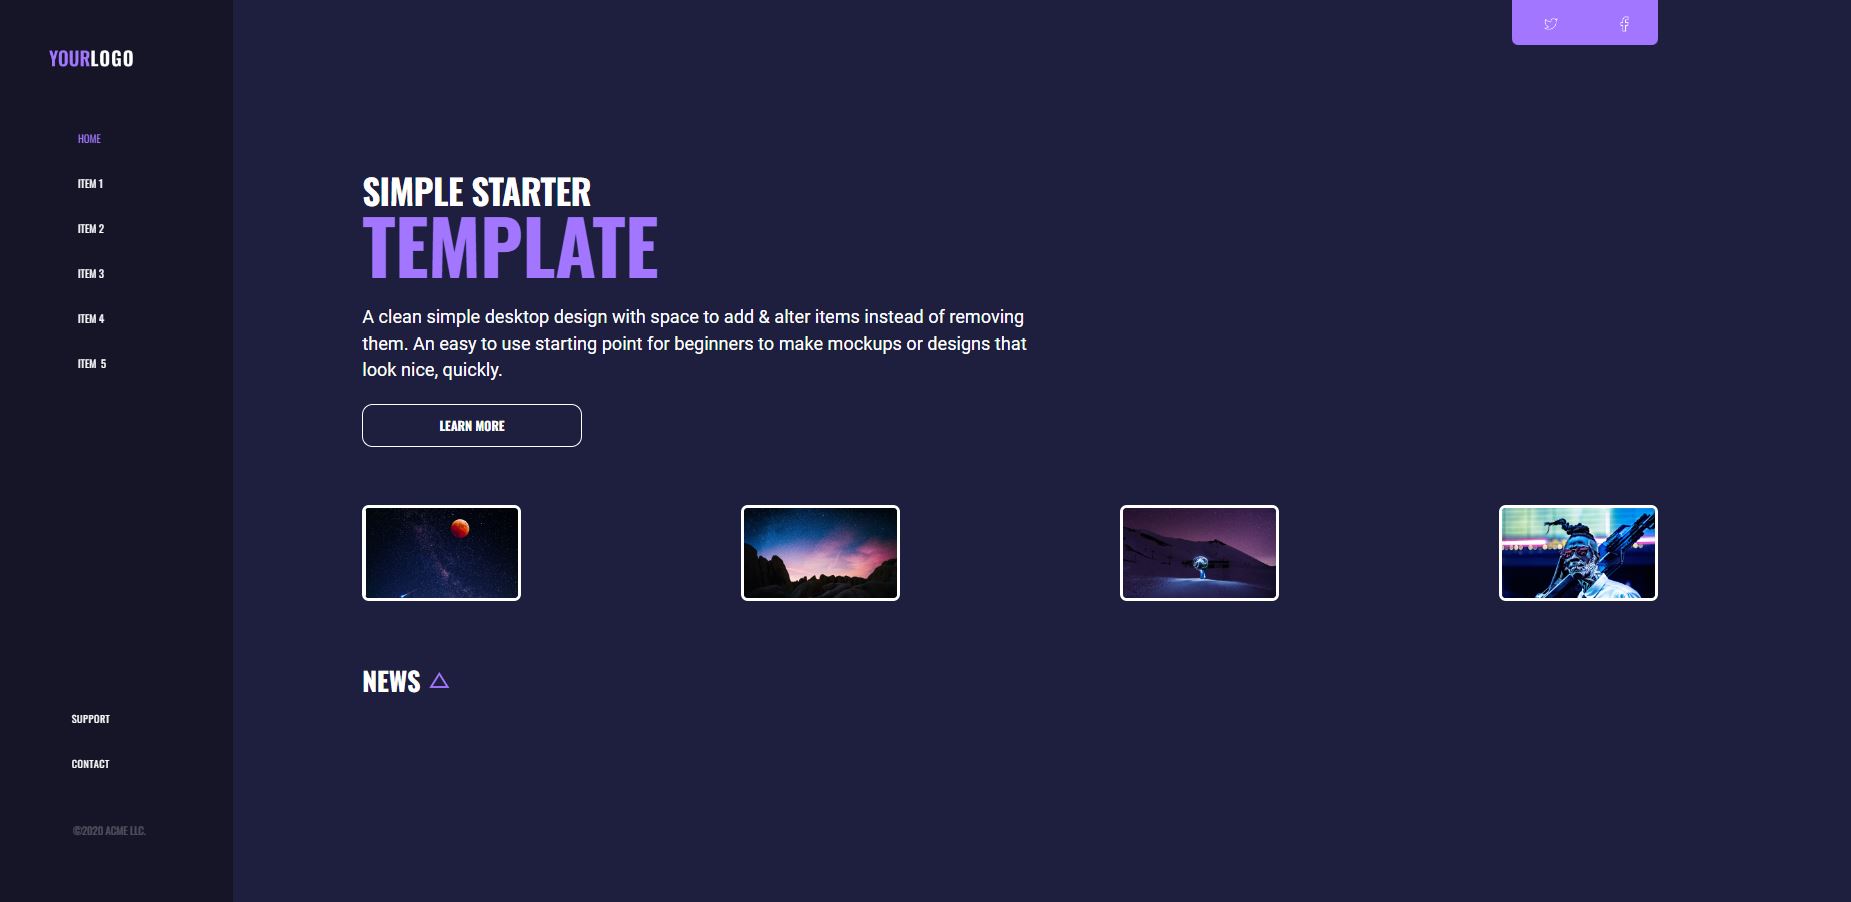 YOURLOGO
HOME
ITEM 1
ITEM 2
ITEM 3
ITEM 4
ITEM 5
SUPPORT
CONTACT
©2020 ACME LLC.
SIMPLE STARTER
TEMPLATE
A clean simple desktop design with space to add & alter items instead of removing
them. An easy to use starting point for beginners to make mockups or designs that
look nice, quickly.
LEARN MORE
NEWS